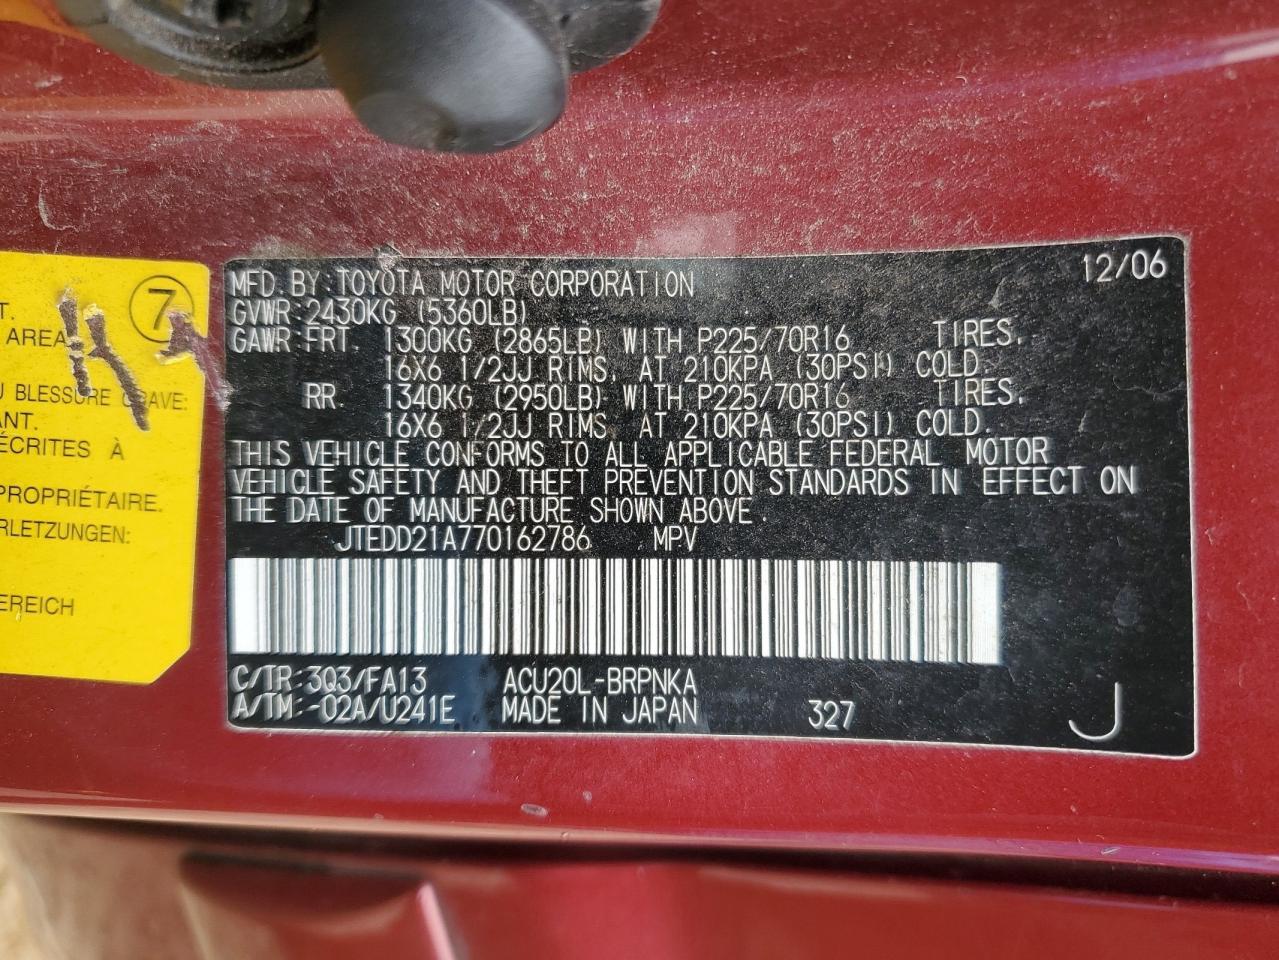 7
T.
AREA
U BLESSURE GRAVE:
ANT.
ÉCRITES À
PROPRIÉTAIRE.
RLETZUNGEN:
EREICH
MFD. BY: TOYOTA MOTOR CORPORATION 12/06
GVWR: 2430KG (5360LB)
GAWR FRT. 1300KG (2865LB) WITH P225/70R16 TIRES,
16X6 1/2JJ RIMS, AT 210KPA (30PSI) COLD.
RR. 1340KG (2950LB) WITH P225/70R16 TIRES,
16X6 1/2JJ RIMS, AT 210KPA (30PSI) COLD.
THIS VEHICLE CONFORMS TO ALL APPLICABLE FEDERAL MOTOR
VEHICLE SAFETY AND THEFT PREVENTION STANDARDS IN EFFECT ON
THE DATE OF MANUFACTURE SHOWN ABOVE.
JTEDD21A770162786 MPV
C/TR: 3Q3/FA13 ACU20L-BRPNKA
A/TM: -02A/U241E MADE IN JAPAN 327 J